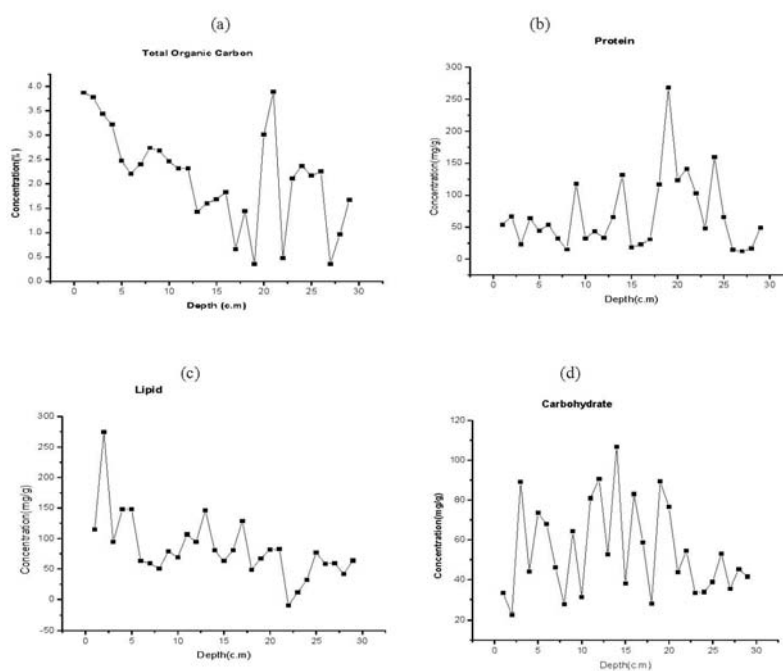 (a)
Total Organic Carbon
Concentration(%)
4.0
3.5
3.0
2.5
2.0
1.5
1.0
0.5
0.0
0 5 10 15 20 25 30
Depth (c.m)
(b)
Protein
Concentration(mg/g)
300
250
200
150
100
50
0
0 5 10 15 20 25 30
Depth(c.m)
(c)
Lipid
Concentration(mg/g)
300
250
200
150
100
50
0
-50
0 5 10 15 20 25 30
Depth(c.m)
(d)
Carbohydrate
Concentration(mg/g)
120
100
80
60
40
20
0 5 10 15 20 25 30
Depth(c.m)